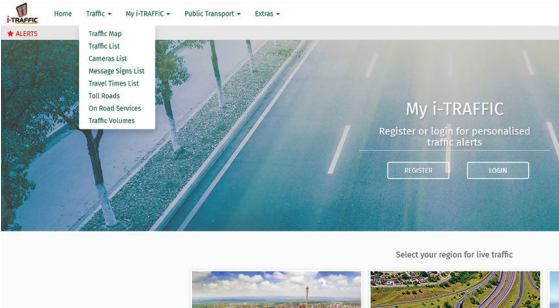 i-TRAFFIC
Home Traffic My i-TRAFFIC Public Transport Extras
ALERTS
Traffic Map
Traffic List
Cameras List
Message Signs List
Travel Times List
Toll Roads
On Road Services
Traffic Volumes
My i-TRAFFIC
Register or login for personalised
traffic alerts
REGISTER LOGIN
Select your region for live traffic